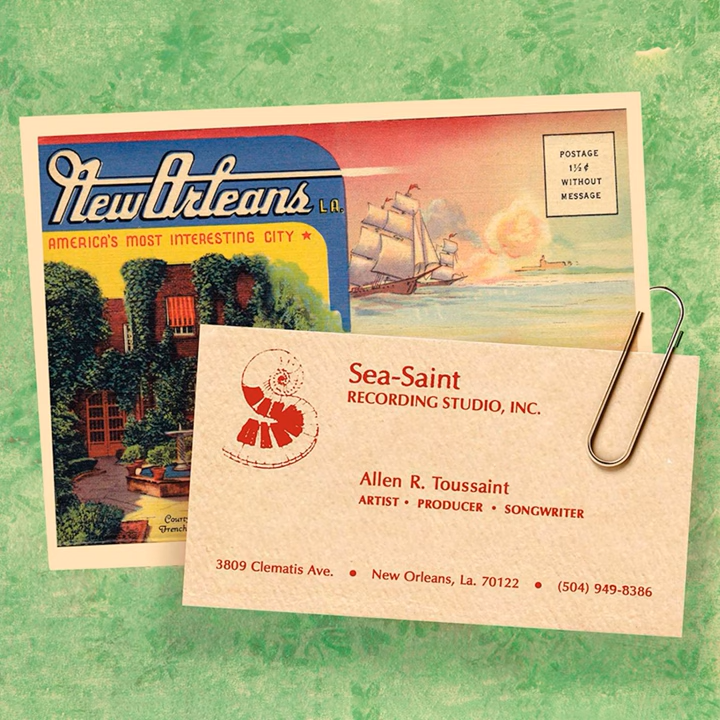 New Orleans LA.
AMERICA'S MOST INTERESTING CITY ★
POSTAGE
1½ ¢
WITHOUT
MESSAGE
Sea-Saint
RECORDING STUDIO, INC.
Allen R. Toussaint
ARTIST • PRODUCER • SONGWRITER
3809 Clematis Ave. • New Orleans, La. 70122 • (504) 949-8386